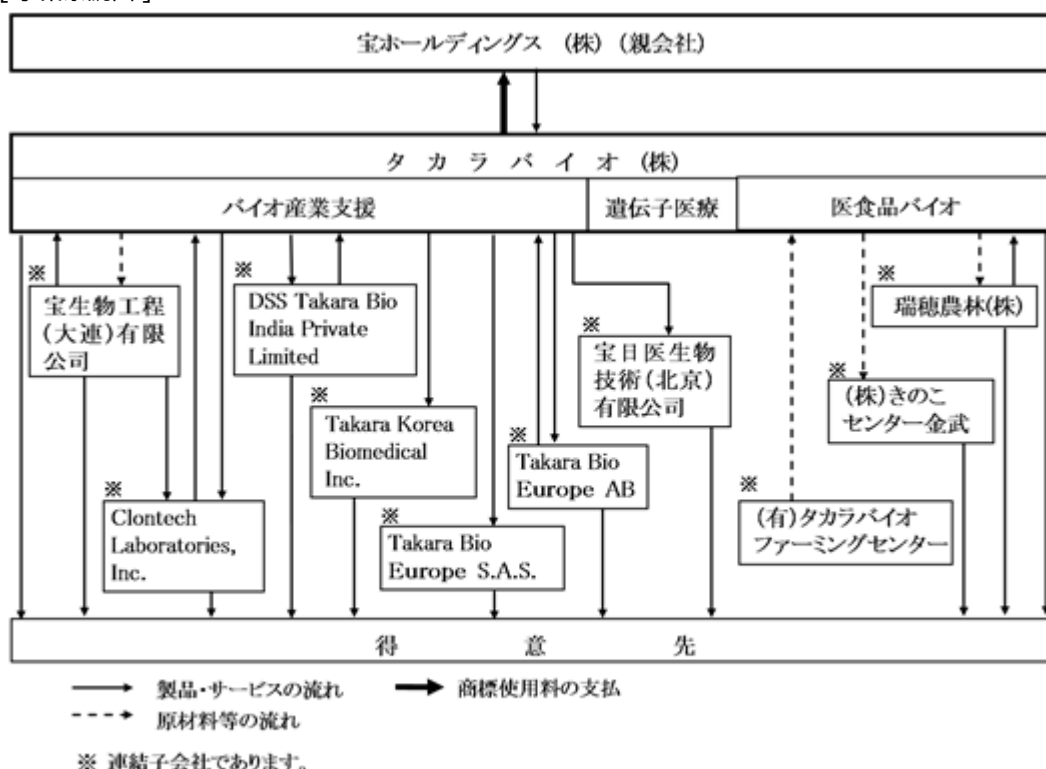 宝ホールディングス (株) (親会社)
タカラバイオ (株)
バイオ産業支援
遺伝子医療
医食品バイオ
※
宝生物工程
(大連)有限
公司
※
DSS Takara Bio
India Private
Limited
※
瑞穂農林(株)
※
宝日医生物
技術(北京)
有限公司
※
(株)きのこ
センター金武
※
Takara Korea
Biomedical
Inc.
※
Takara Bio
Europe AB
※
Clontech
Laboratories,
Inc.
※
Takara Bio
Europe S.A.S.
※
(有)タカラバイオ
ファーミングセンター
得意先
製品・サービスの流れ
商標使用料の支払
原材料等の流れ
※ 連結子会社であります。